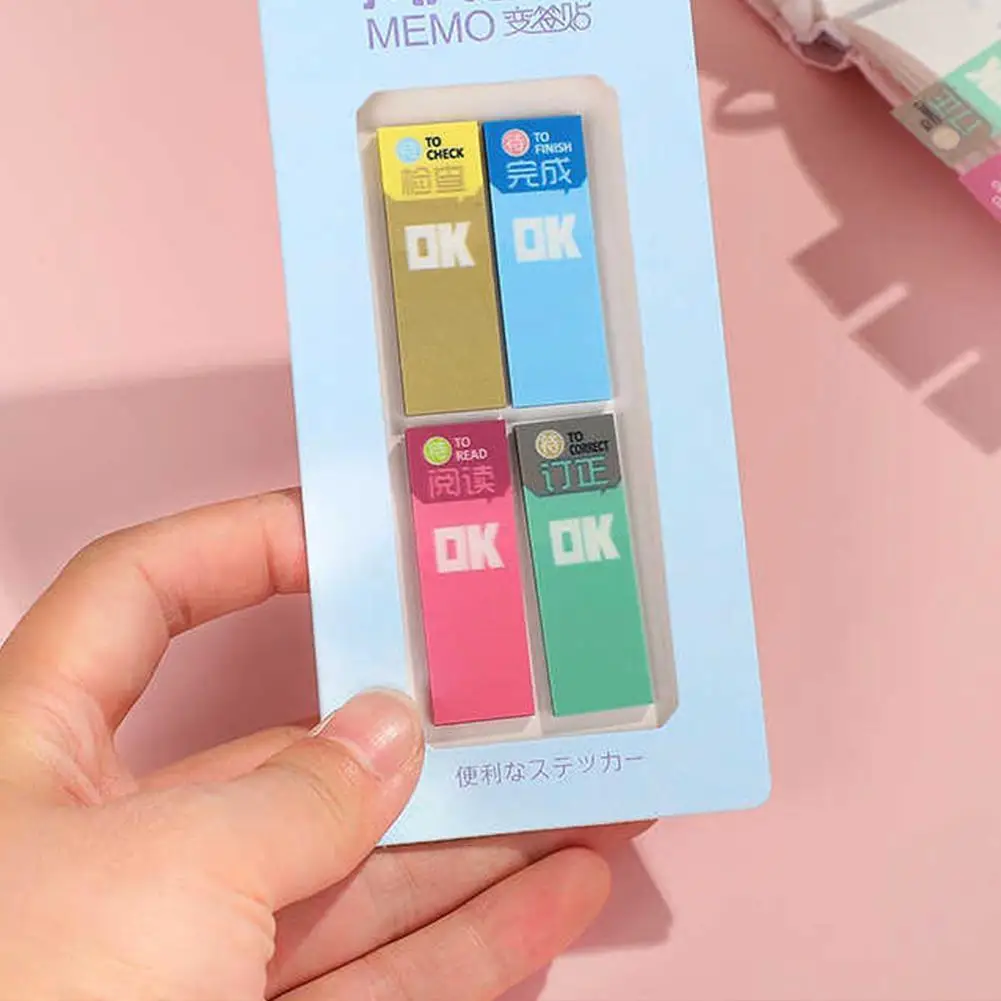 MEMO 变签贴
待 TO
CHECK
检查
OK
待 TO
FINISH
完成
OK
待 TO
READ
阅读
OK
待 TO
CORRECT
订正
OK
便利なステッカー